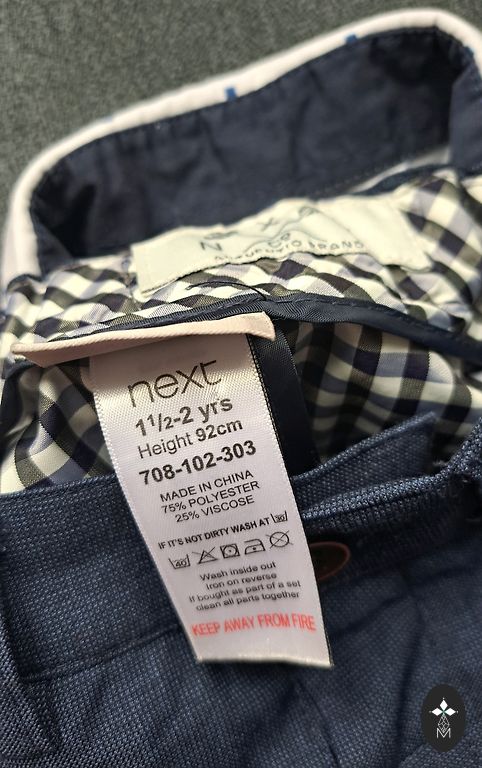 next
1½-2 yrs
Height 92cm
708-102-303
MADE IN CHINA
75% POLYESTER
25% VISCOSE
IF IT'S NOT DIRTY WASH AT 30
40
Wash inside out
Iron on reverse
If bought as part of a set
clean all parts together
KEEP AWAY FROM FIRE
M